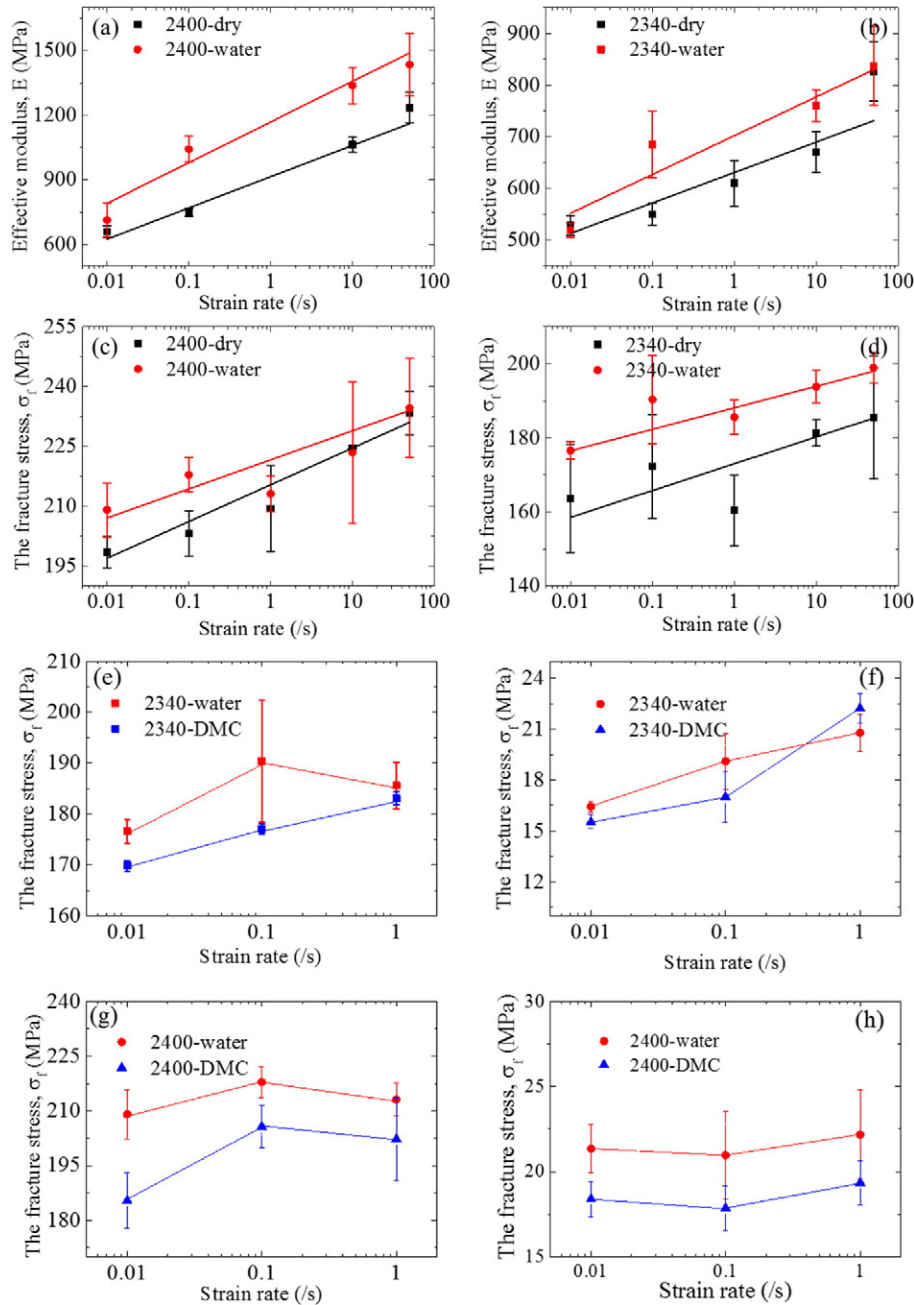 (a)
2400-dry
2400-water
Effective modulus, E (MPa)
1500
1200
900
600
0.01 0.1 1 10 100
Strain rate (/s)
(b)
2340-dry
2340-water
Effective modulus, E (MPa)
900
800
700
600
500
0.01 0.1 1 10 100
Strain rate (/s)
(c)
2400-dry
2400-water
The fracture stress, σf (MPa)
255
240
225
210
195
0.01 0.1 1 10 100
Strain rate (/s)
(d)
2340-dry
2340-water
The fracture stress, σf (MPa)
200
180
160
140
0.01 0.1 1 10 100
Strain rate (/s)
(e)
2340-water
2340-DMC
The fracture stress, σf (MPa)
210
200
190
180
170
160
0.01 0.1 1
Strain rate (/s)
(f)
2340-water
2340-DMC
The fracture stress, σf (MPa)
24
21
18
15
12
0.01 0.1 1
Strain rate (/s)
(g)
2400-water
2400-DMC
The fracture stress, σf (MPa)
240
225
210
195
180
0.01 0.1 1
Strain rate (/s)
(h)
2400-water
2400-DMC
The fracture stress, σf (MPa)
30
27
24
21
18
15
0.01 0.1 1
Strain rate (/s)